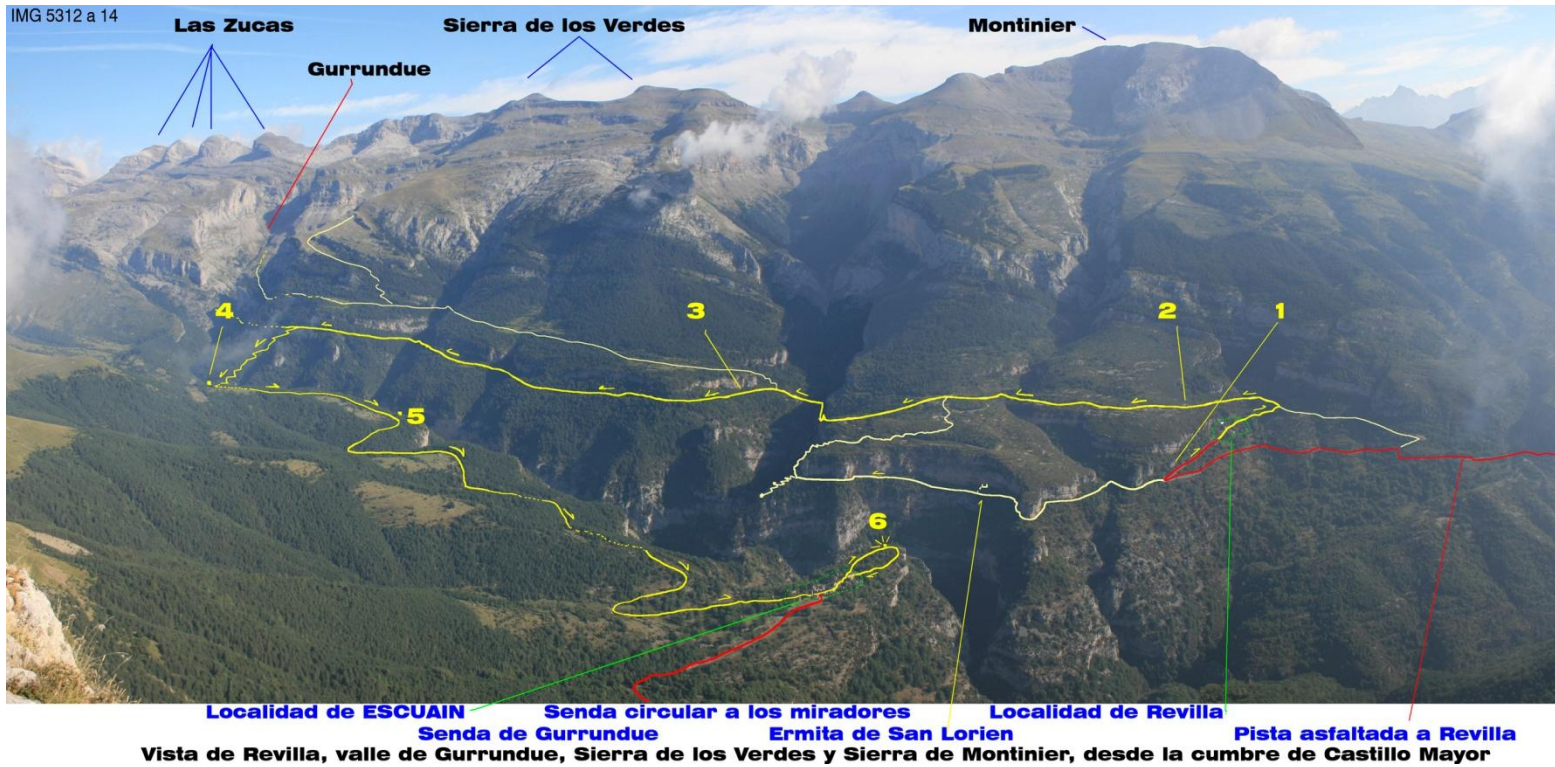 IMG 5312 a 14
Las Zucas
Sierra de los Verdes
Montinier
Gurrundue
4
3
2
1
5
6
Localidad de ESCUAIN
Senda circular a los miradores
Localidad de Revilla
Senda de Gurrundue
Ermita de San Lorien
Pista asfaltada a Revilla
Vista de Revilla, valle de Gurrundue, Sierra de los Verdes y Sierra de Montinier, desde la cumbre de Castillo Mayor